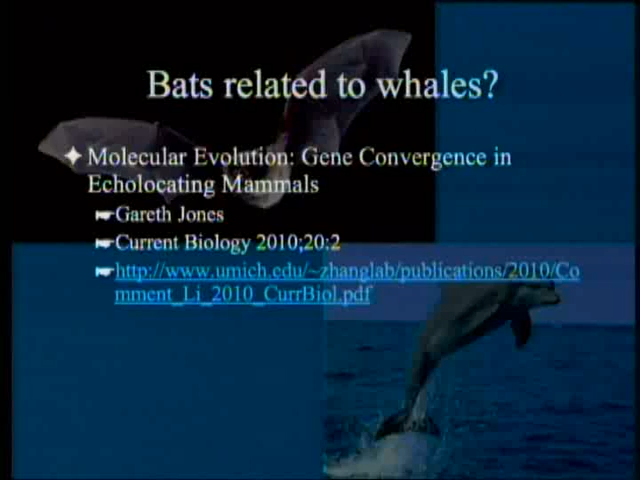 Bats related to whales?
Molecular Evolution: Gene Convergence in
Echolocating Mammals
Gareth Jones
Current Biology 2010;20:2
http://www.umich.edu/~zhanglab/publications/2010/Co
mment_Li_2010_CurrBiol.pdf